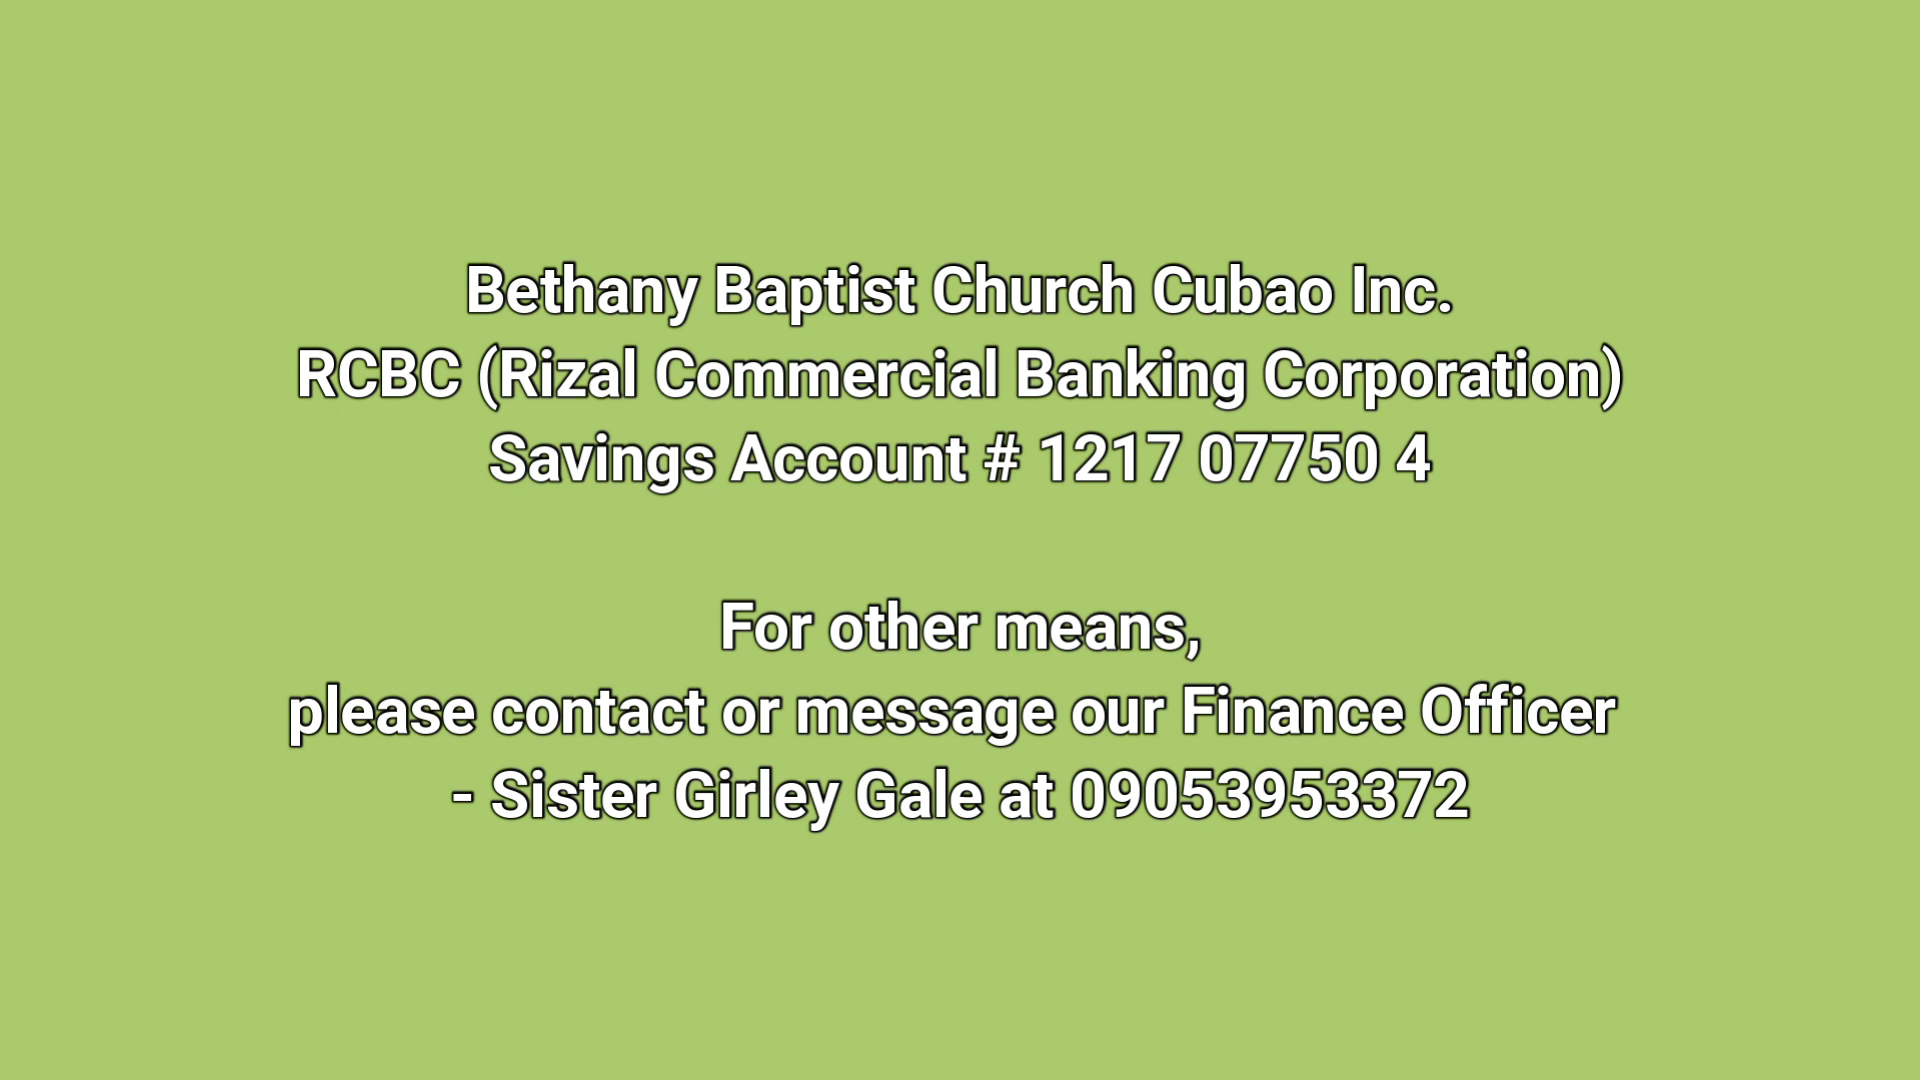 Bethany Baptist Church Cubao Inc.
RCBC (Rizal Commercial Banking Corporation)
Savings Account # 1217 07750 4
For other means,
please contact or message our Finance Officer
- Sister Girley Gale at 09053953372